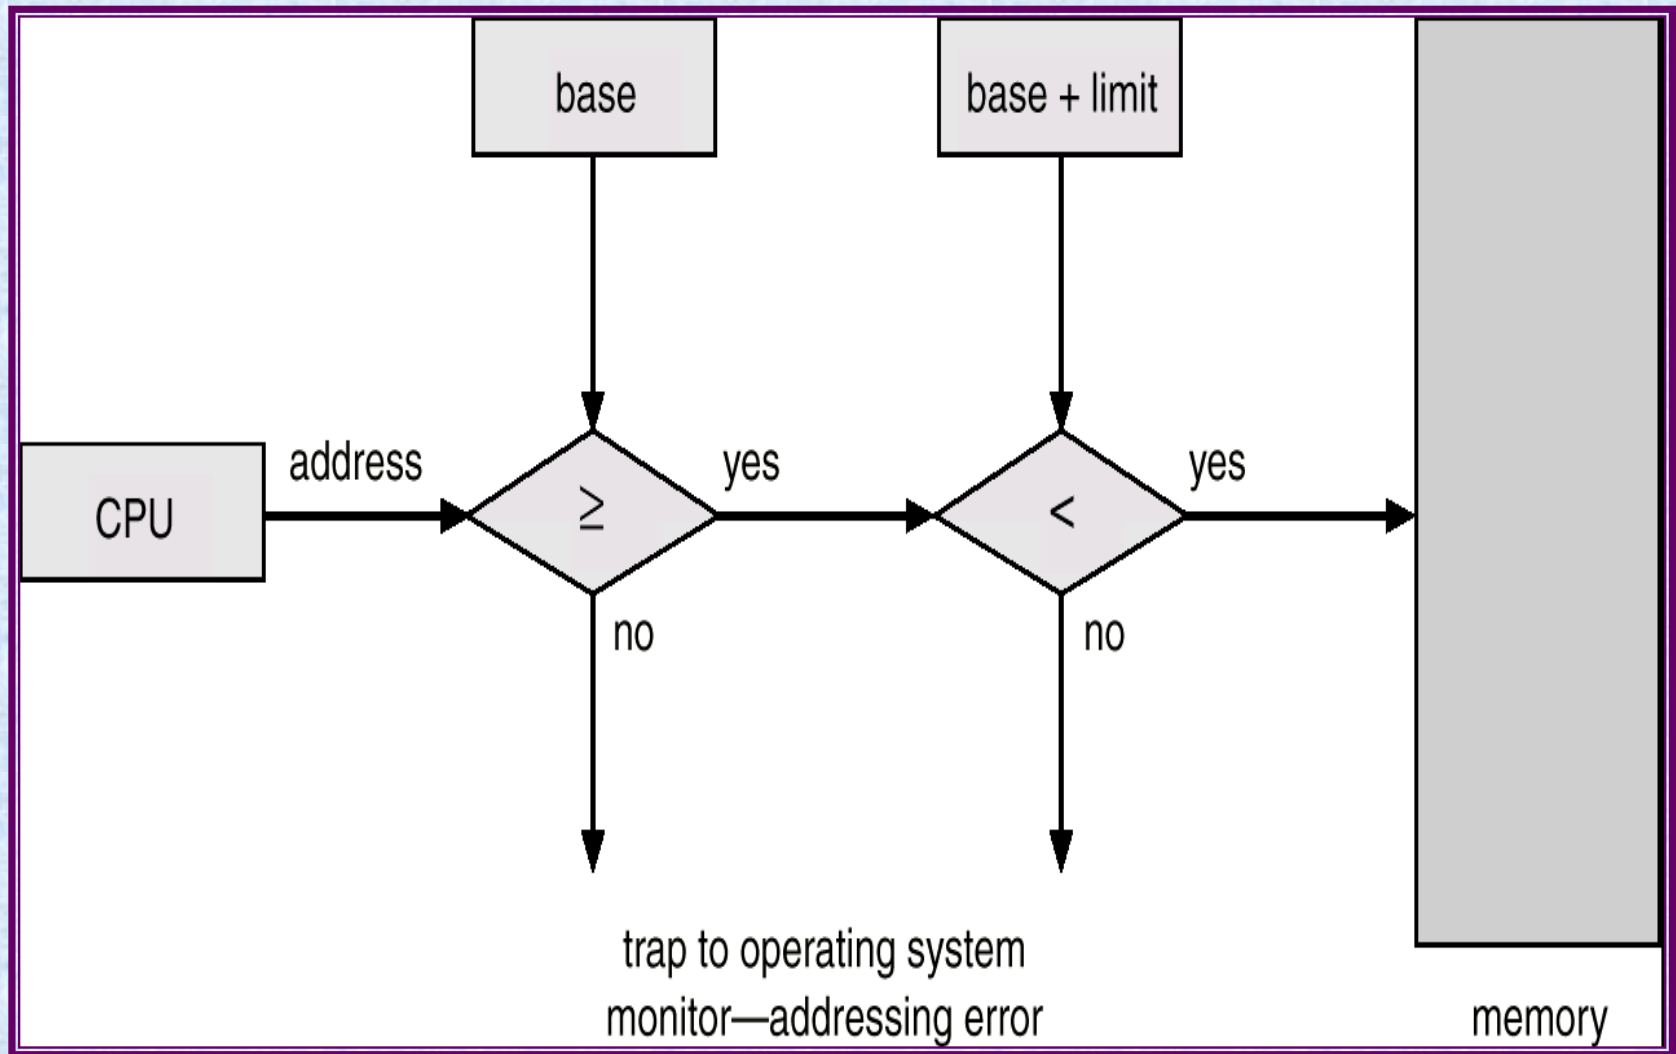 base
base + limit
CPU
address
≥
yes
<
yes
no
no
trap to operating system
monitor—addressing error
memory